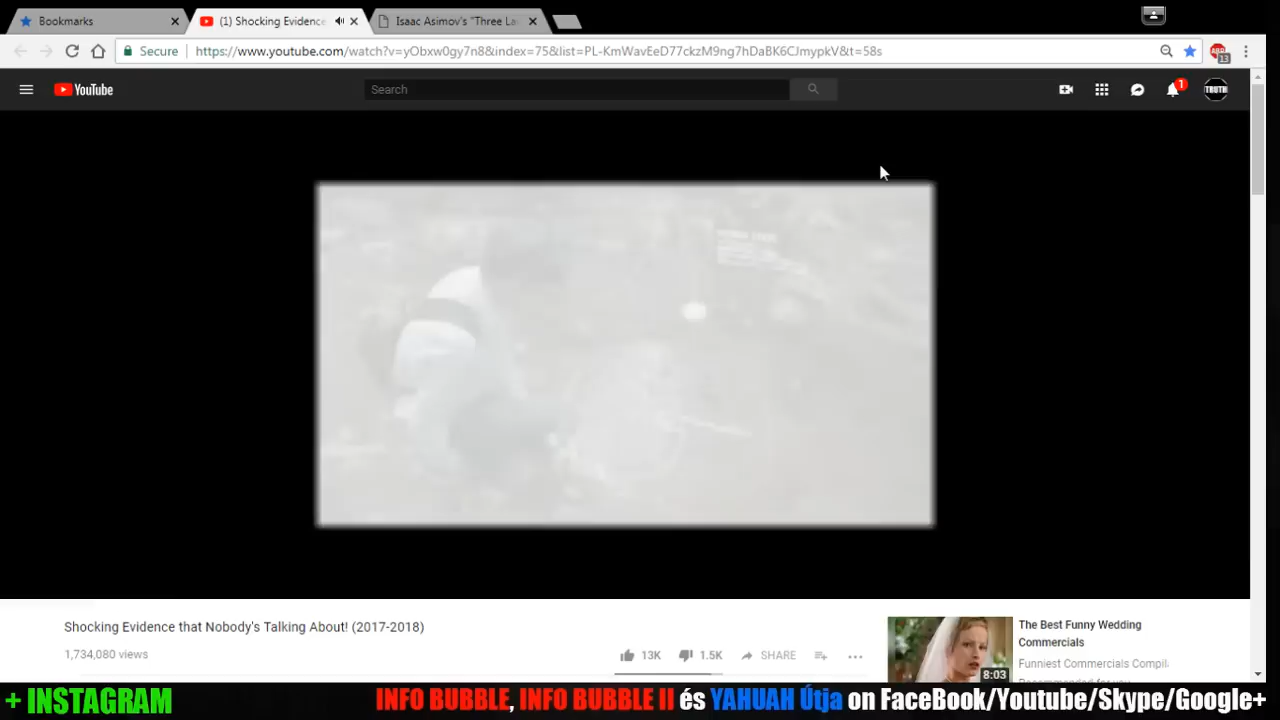 Bookmarks
(1) Shocking Evidence
Isaac Asimov's "Three La
Secure
https://www.youtube.com/watch?v=yObxw0gy7n8&index=75&list=PL-KmWavEeD77ckzM9ng7hDaBK6CJmypkV&t=58s
13
YouTube
Search
1
TRUTH
Shocking Evidence that Nobody's Talking About! (2017-2018)
1,734,080 views
13K
1.5K
SHARE
8:03
The Best Funny Wedding
Commercials
Funniest Commercials Compil
+ INSTAGRAM
INFO BUBBLE, INFO BUBBLE II és YAHUAH Útja on FaceBook/Youtube/Skype/Google+